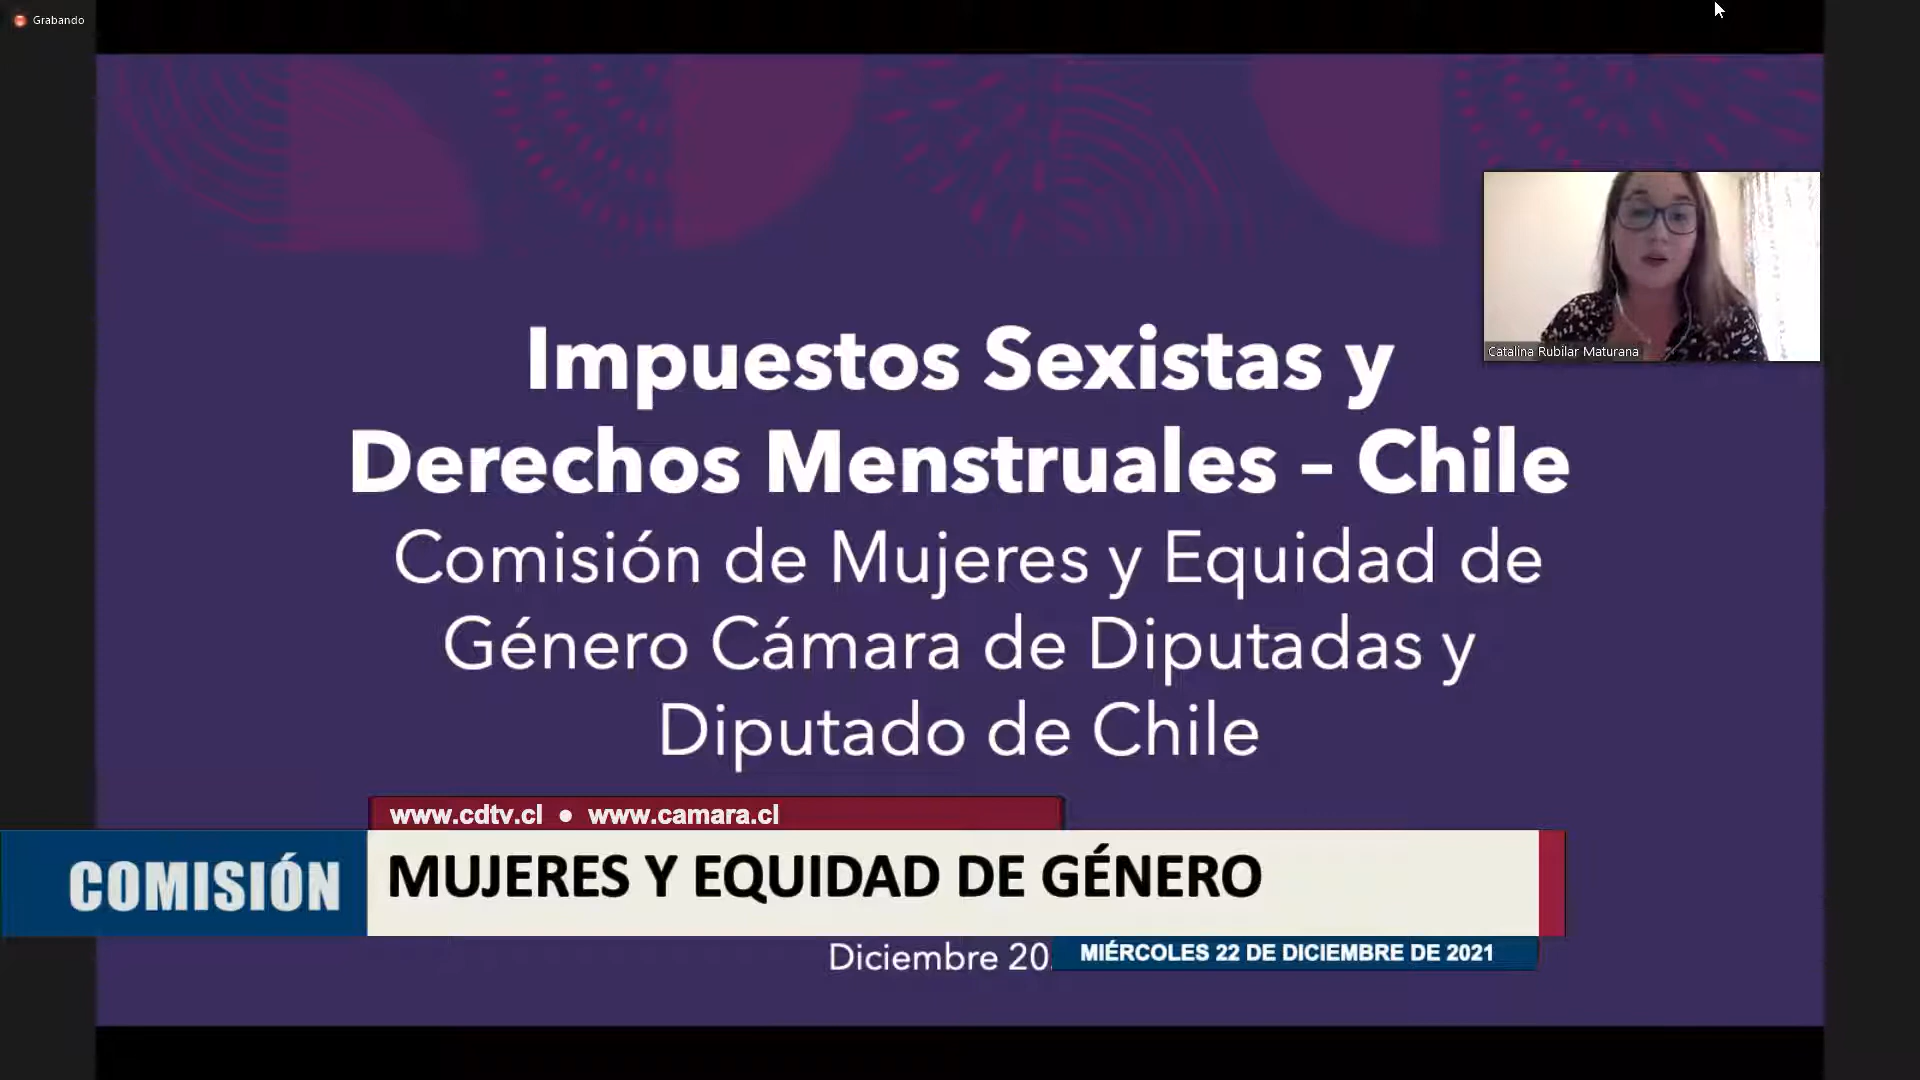 Grabando
Impuestos Sexistas y
Derechos Menstruales – Chile
Comisión de Mujeres y Equidad de
Género Cámara de Diputadas y
Diputado de Chile
Catalina Rubilar Maturana
www.cdtv.cl • www.camara.cl
COMISIÓN
MUJERES Y EQUIDAD DE GÉNERO
Diciembre 20
MIÉRCOLES 22 DE DICIEMBRE DE 2021